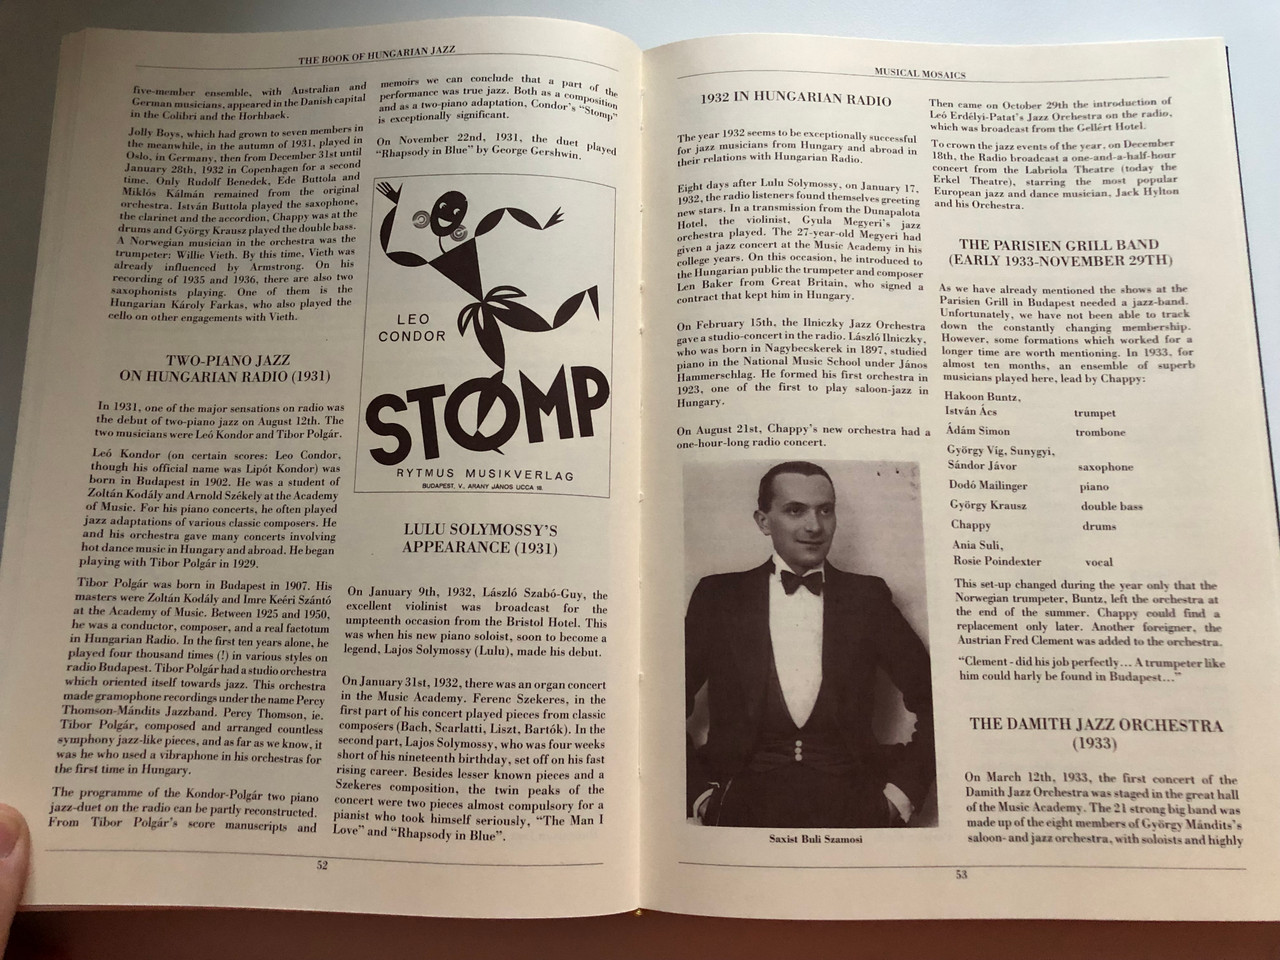 THE BOOK OF HUNGARIAN JAZZ
five-member ensemble, with Australian and
German musicians, appeared in the Danish capital
in the Colibri and the Horhback.
Jolly Boys, which had grown to seven members in
the meanwhile, in the autumn of 1931, played in
Oslo, in Germany, then from December 31st until
January 28th, 1932 in Copenhagen for a second
time. Only Rudolf Benedek, Ede Buttola and
Miklós Kálmán remained from the original
orchestra. István Buttola played the saxophone,
the clarinet and the accordion, Chappy was at the
drums and György Krausz played the double bass.
A Norwegian musician in the orchestra was the
trumpeter: Willie Vieth. By this time, Vieth was
already influenced by Armstrong. On his
recording of 1935 and 1936, there are also two
saxophonists playing. One of them is the
Hungarian Károly Farkas, who also played the
cello on other engagements with Vieth.
TWO-PIANO JAZZ
ON HUNGARIAN RADIO (1931)
In 1931, one of the major sensations on radio was
the debut of two-piano jazz on August 12th. The
two musicians were Leó Kondor and Tibor Polgár.
Leó Kondor (on certain scores: Leo Condor,
though his official name was Lipót Kondor) was
born in Budapest in 1902. He was a student of
Zoltán Kodály and Arnold Székely at the Academy
of Music. For his piano concerts, he often played
jazz adaptations of various classic composers. He
and his orchestra gave many concerts involving
hot dance music in Hungary and abroad. He began
playing with Tibor Polgár in 1929.
Tibor Polgár was born in Budapest in 1907. His
masters were Zoltán Kodály and Imre Keéri Szántó
at the Academy of Music. Between 1925 and 1950,
he was a conductor, composer, and a real factotum
in Hungarian Radio. In the first ten years alone, he
played four thousand times (!) in various styles on
radio Budapest. Tibor Polgár had a studio orchestra
which oriented itself towards jazz. This orchestra
made gramophone recordings under the name Percy
Thomson-Mándits Jazzband. Percy Thomson, ie.
Tibor Polgár, composed and arranged countless
symphony jazz-like pieces, and as far as we know, it
was he who used a vibraphone in his orchestras for
the first time in Hungary.
The programme of the Kondor-Polgár two piano
jazz-duet on the radio can be partly reconstructed.
From Tibor Polgár's score manuscripts and
memoirs we can conclude that a part of the
performance was true jazz. Both as a composition
and as a two-piano adaptation, Condor's "Stomp"
is exceptionally significant.
On November 22nd, 1931, the duet played
"Rhapsody in Blue" by George Gershwin.
LEO
CONDOR
STOMP
RYTMUS MUSIKVERLAG
BUDAPEST, V., ARANY JÁNOS UCCA 18.
LULU SOLYMOSSY'S
APPEARANCE (1931)
On January 9th, 1932, László Szabó-Guy, the
excellent violinist was broadcast for the
umpteenth occasion from the Bristol Hotel. This
was when his new piano soloist, soon to become a
legend, Lajos Solymossy (Lulu), made his debut.
On January 31st, 1932, there was an organ concert
in the Music Academy. Ferenc Szekeres, in the
first part of his concert played pieces from classic
composers (Bach, Scarlatti, Liszt, Bartók). In the
second part, Lajos Solymossy, who was four weeks
short of his nineteenth birthday, set off on his fast
rising career. Besides lesser known pieces and a
Szekeres composition, the twin peaks of the
concert were two pieces almost compulsory for a
pianist who took himself seriously, "The Man I
Love" and "Rhapsody in Blue".
52
MUSICAL MOSAICS
1932 IN HUNGARIAN RADIO
The year 1932 seems to be exceptionally successful
for jazz musicians from Hungary and abroad in
their relations with Hungarian Radio.
Eight days after Lulu Solymossy, on January 17,
1932, the radio listeners found themselves greeting
new stars. In a transmission from the Dunapalota
Hotel, the violinist, Gyula Megyeri's jazz
orchestra played. The 27-year-old Megyeri had
given a jazz concert at the Music Academy in his
college years. On this occasion, he introduced to
the Hungarian public the trumpeter and composer
Len Baker from Great Britain, who signed a
contract that kept him in Hungary.
On February 15th, the Ilniczky Jazz Orchestra
gave a studio-concert in the radio. László Ilniczky,
who was born in Nagybecskerek in 1897, studied
piano in the National Music School under János
Hammerschlag. He formed his first orchestra in
1923, one of the first to play saloon-jazz in
Hungary.
On August 21st, Chappy's new orchestra had a
one-hour-long radio concert.
Saxist Buli Szamosi
Then came on October 29th the introduction of
Leó Erdélyi-Patat's Jazz Orchestra on the radio,
which was broadcast from the Gellért Hotel.
To crown the jazz events of the year, on December
18th, the Radio broadcast a one-and-a-half-hour
concert from the Labriola Theatre (today the
Erkel Theatre), starring the most popular
European jazz and dance musician, Jack Hylton
and his Orchestra.
THE PARISIEN GRILL BAND
(EARLY 1933-NOVEMBER 29TH)
As we have already mentioned the shows at the
Parisien Grill in Budapest needed a jazz-band.
Unfortunately, we have not been able to track
down the constantly changing membership.
However, some formations which worked for a
longer time are worth mentioning. In 1933, for
almost ten months, an ensemble of superb
musicians played here, lead by Chappy:
Hakoon Buntz,
István Ács trumpet
Ádám Simon trombone
György Vig, Sunygyi,
Sándor Jávor saxophone
Dodó Mailinger piano
György Krausz double bass
Chappy drums
Ania Suli,
Rosie Poindexter vocal
This set-up changed during the year only that the
Norwegian trumpeter, Buntz, left the orchestra at
the end of the summer. Chappy could find a
replacement only later. Another foreigner, the
Austrian Fred Clement was added to the orchestra.
"Clement - did his job perfectly... A trumpeter like
him could harly be found in Budapest..."
THE DAMITH JAZZ ORCHESTRA
(1933)
On March 12th, 1933, the first concert of the
Damith Jazz Orchestra was staged in the great hall
of the Music Academy. The 21 strong big band was
made up of the eight members of György Mándits's
saloon- and jazz orchestra, with soloists and highly
53